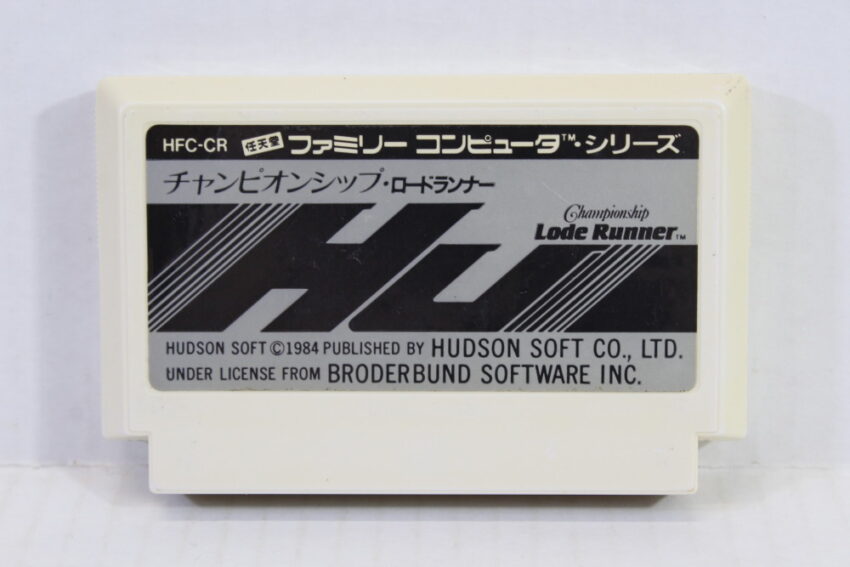 HFC-CR 任天堂 ファミリー コンピュータ™・シリーズ
チャンピオンシップ・ロードランナー
Championship
Lode Runner™
HU
HUDSON SOFT ©1984 PUBLISHED BY HUDSON SOFT CO., LTD.
UNDER LICENSE FROM BRODERBUND SOFTWARE INC.